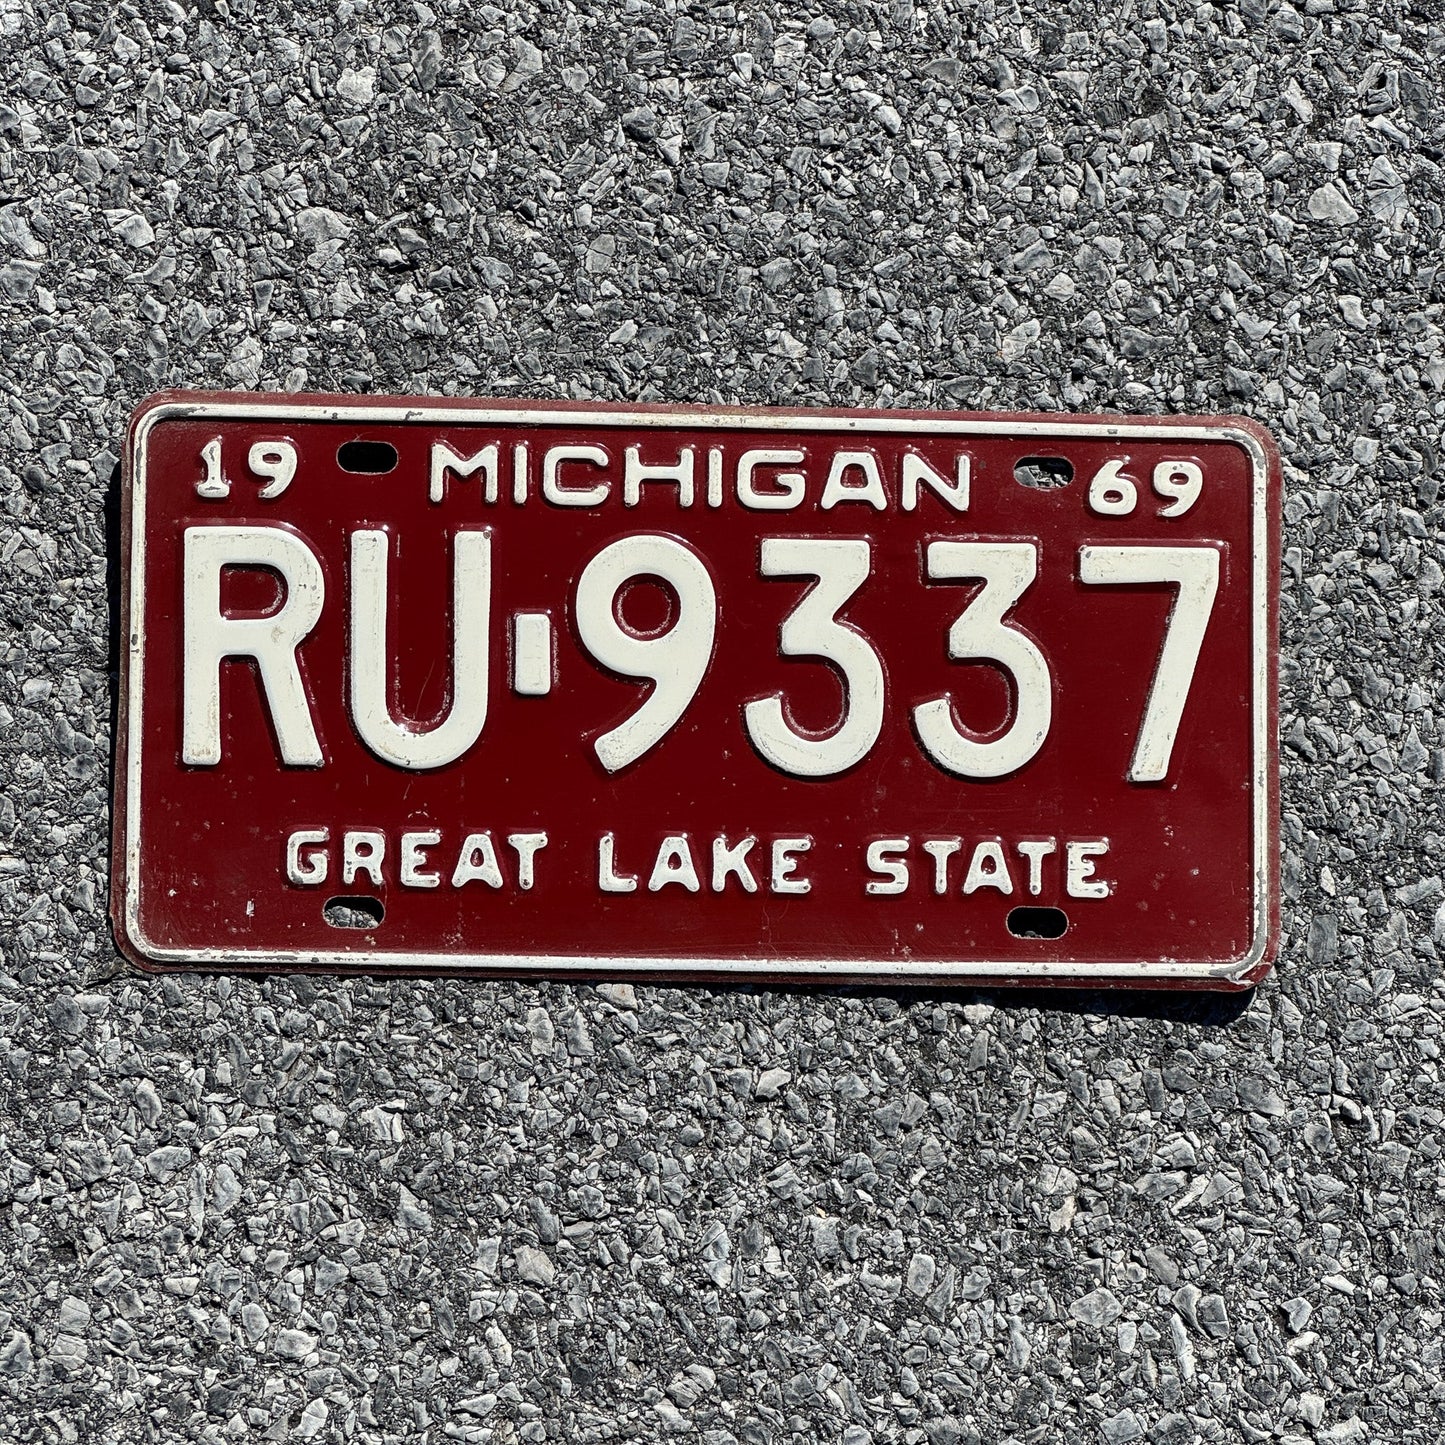 19 MICHIGAN 69
RU-9337
GREAT LAKE STATE